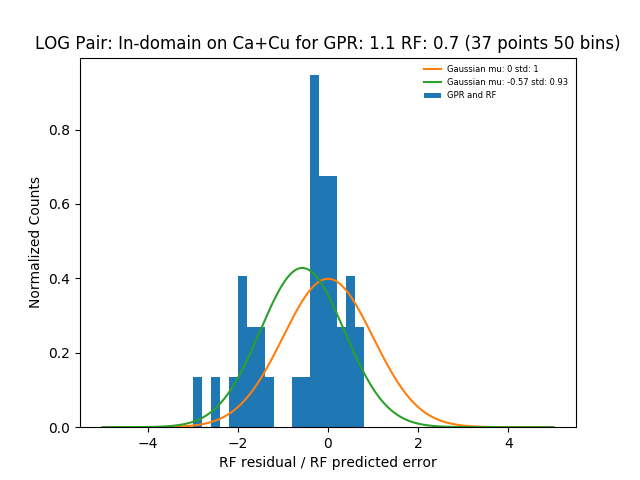 LOG Pair: In-domain on Ca+Cu for GPR: 1.1 RF: 0.7 (37 points 50 bins)
Gaussian mu: 0 std: 1
Gaussian mu: -0.57 std: 0.93
GPR and RF
Normalized Counts
0.8
0.6
0.4
0.2
0.0
−4
−2
0
2
4
RF residual / RF predicted error